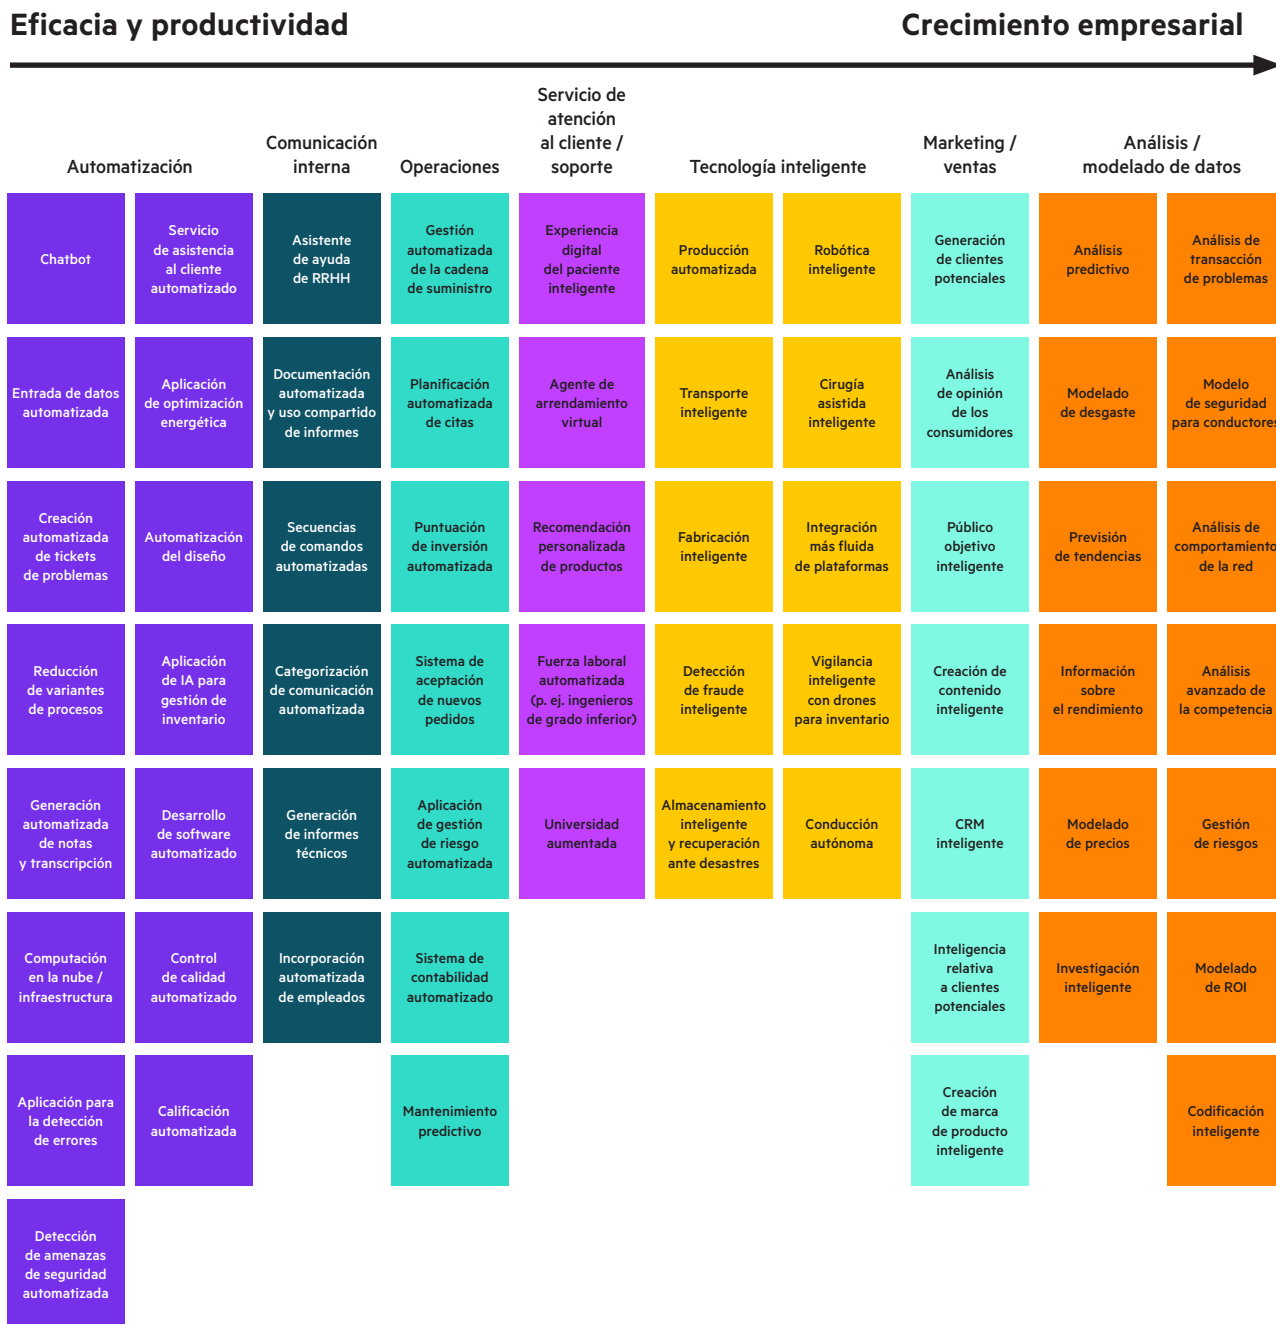 Eficacia y productividad
Crecimiento empresarial
Automatización
Comunicación
interna
Operaciones
Servicio de
atención
al cliente /
soporte
Tecnología inteligente
Marketing /
ventas
Análisis /
modelado de datos
Chatbot
Servicio
de asistencia
al cliente
automatizado
Asistente
de ayuda
de RRHH
Gestión
automatizada
de la cadena
de suministro
Experiencia
digital
del paciente
inteligente
Producción
automatizada
Robótica
inteligente
Generación
de clientes
potenciales
Análisis
predictivo
Análisis de
transacción
de problemas
Entrada de datos
automatizada
Aplicación
de optimización
energética
Documentación
automatizada
y uso compartido
de informes
Planificación
automatizada
de citas
Agente de
arrendamiento
virtual
Transporte
inteligente
Cirugía
asistida
inteligente
Análisis
de opinión
de los
consumidores
Modelado
de desgaste
Modelo
de seguridad
para conductores
Creación
automatizada
de tickets
de problemas
Automatización
del diseño
Secuencias
de comandos
automatizadas
Puntuación
de inversión
automatizada
Recomendación
personalizada
de productos
Fabricación
inteligente
Integración
más fluida
de plataformas
Público
objetivo
inteligente
Previsión
de tendencias
Análisis de
comportamiento
de la red
Reducción
de variantes
de procesos
Aplicación
de IA para
gestión de
inventario
Categorización
de comunicación
automatizada
Sistema de
aceptación
de nuevos
pedidos
Fuerza laboral
automatizada
(p. ej. ingenieros
de grado inferior)
Detección
de fraude
inteligente
Vigilancia
inteligente
con drones
para inventario
Creación de
contenido
inteligente
Información
sobre
el rendimiento
Análisis
avanzado de
la competencia
Generación
automatizada
de notas
y transcripción
Desarrollo
de software
automatizado
Generación
de informes
técnicos
Aplicación
de gestión
de riesgo
automatizada
Universidad
aumentada
Almacenamiento
inteligente
y recuperación
ante desastres
Conducción
autónoma
CRM
inteligente
Modelado
de precios
Gestión
de riesgos
Computación
en la nube /
infraestructura
Control
de calidad
automatizado
Incorporación
automatizada
de empleados
Sistema de
contabilidad
automatizado
Inteligencia
relativa
a clientes
potenciales
Investigación
inteligente
Modelado
de ROI
Aplicación para
la detección
de errores
Calificación
automatizada
Mantenimiento
predictivo
Creación
de marca
de producto
inteligente
Codificación
inteligente
Detección
de amenazas
de seguridad
automatizada